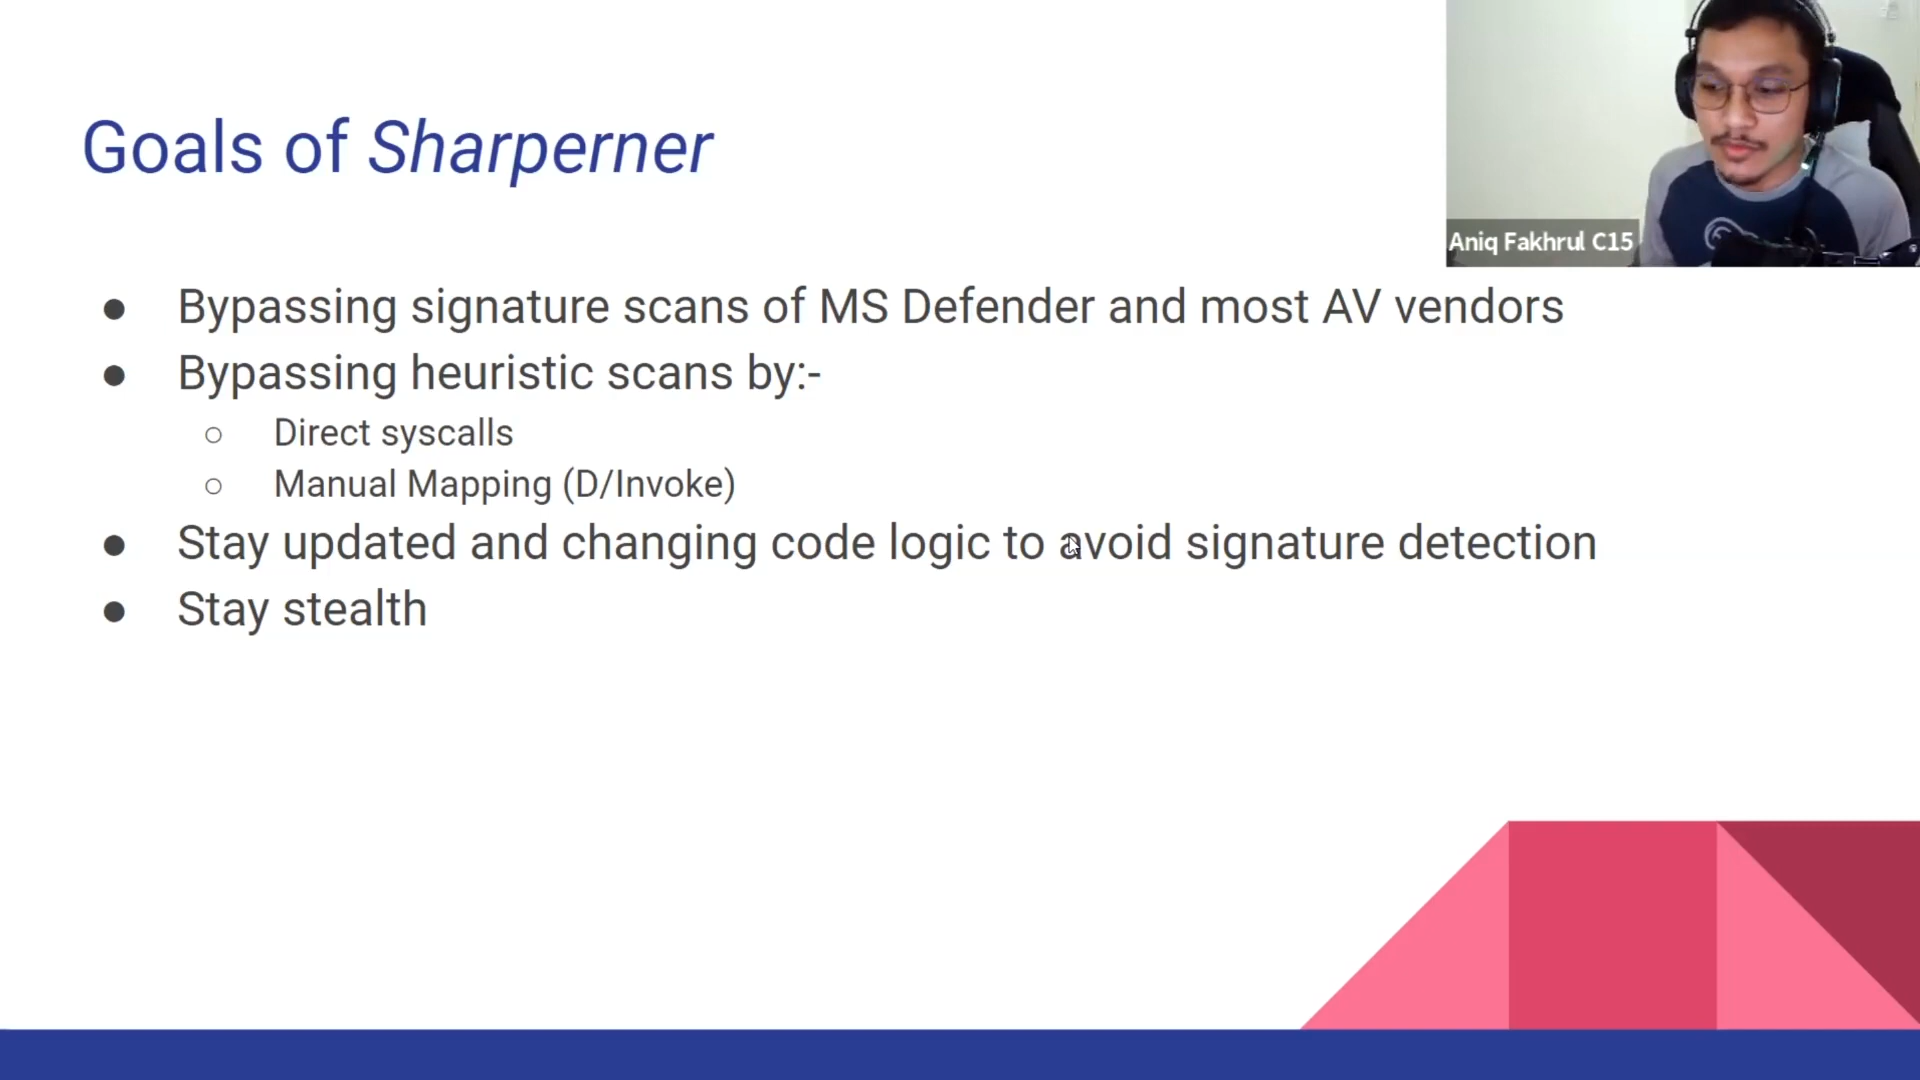 Goals of Sharperner
Aniq Fakhrul C15
● Bypassing signature scans of MS Defender and most AV vendors
● Bypassing heuristic scans by:-
○ Direct syscalls
○ Manual Mapping (D/Invoke)
● Stay updated and changing code logic to avoid signature detection
● Stay stealth